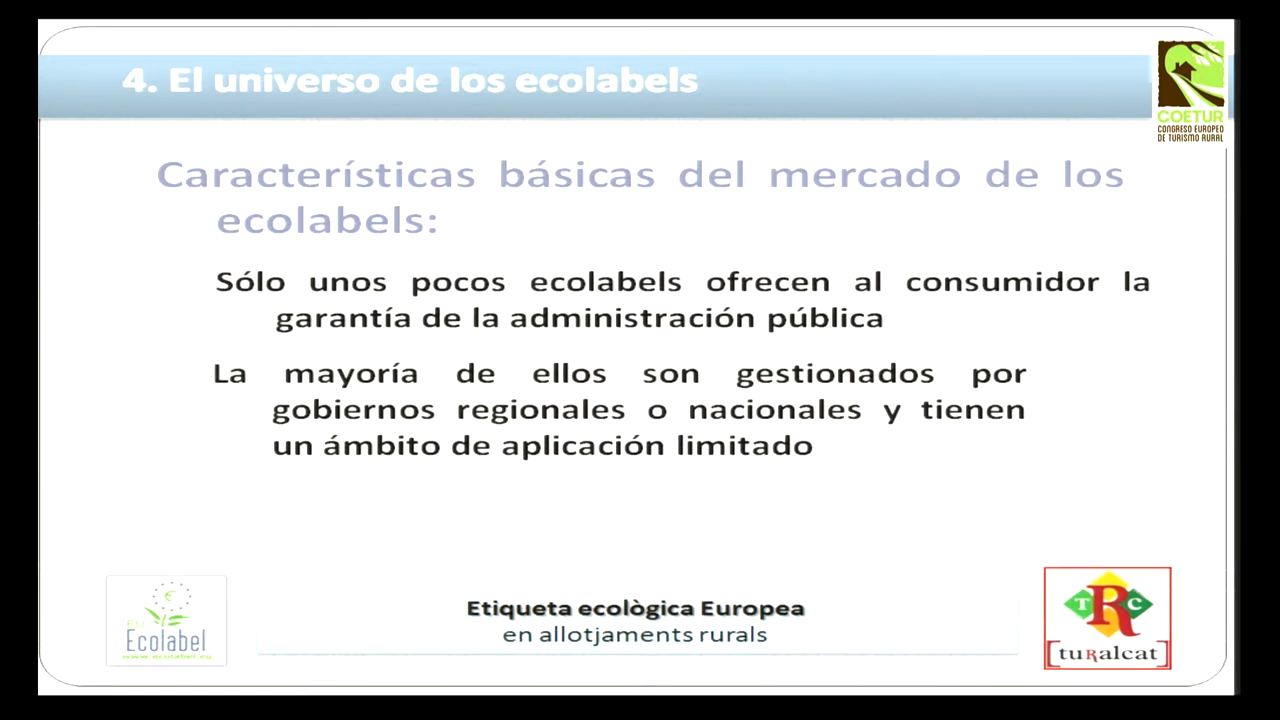 4. El universo de los ecolabels
COETUR
CONGRESO EUROPEO
DE TURISMO RURAL
Características básicas del mercado de los
ecolabels:
Sólo unos pocos ecolabels ofrecen al consumidor la
garantía de la administración pública
La mayoría de ellos son gestionados por
gobiernos regionales o nacionales y tienen
un ámbito de aplicación limitado
EU
Ecolabel
www.ecolabel.eu
Etiqueta ecològica Europea
en allotjaments rurals
T R C
[turalcat]